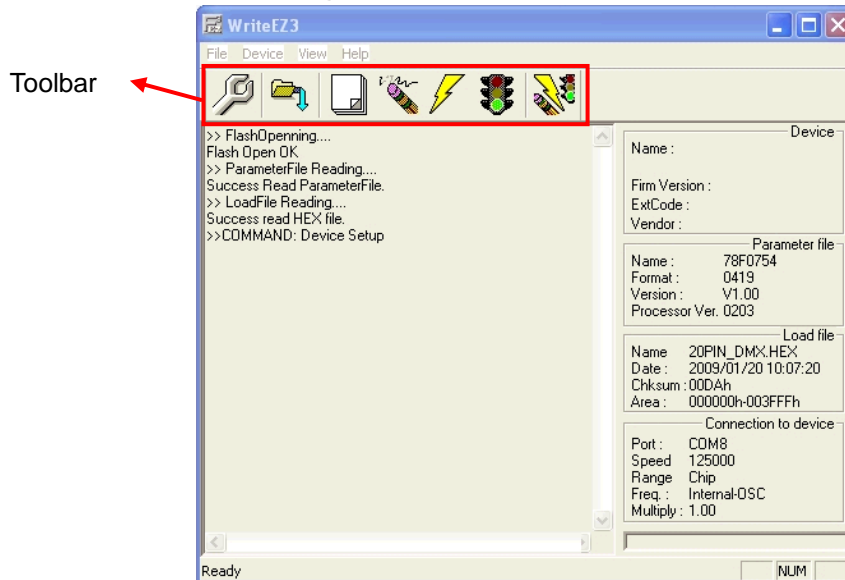 WriteEZ3
File Device View Help
Toolbar
>> FlashOpenning....
Flash Open OK
>> ParameterFile Reading....
Success Read ParameterFile.
>> LoadFile Reading....
Success read HEX file.
>>COMMAND: Device Setup
Device
Name :
Firm Version :
ExtCode :
Vendor :
Parameter file
Name : 78F0754
Format : 0419
Version : V1.00
Processor Ver. 0203
Load file
Name 20PIN_DMX.HEX
Date : 2009/01/20 10:07:20
Chksum : 00DAh
Area : 000000h-003FFFh
Connection to device
Port : COM8
Speed 125000
Range Chip
Freq. : Internal-OSC
Multiply : 1.00
Ready
NUM